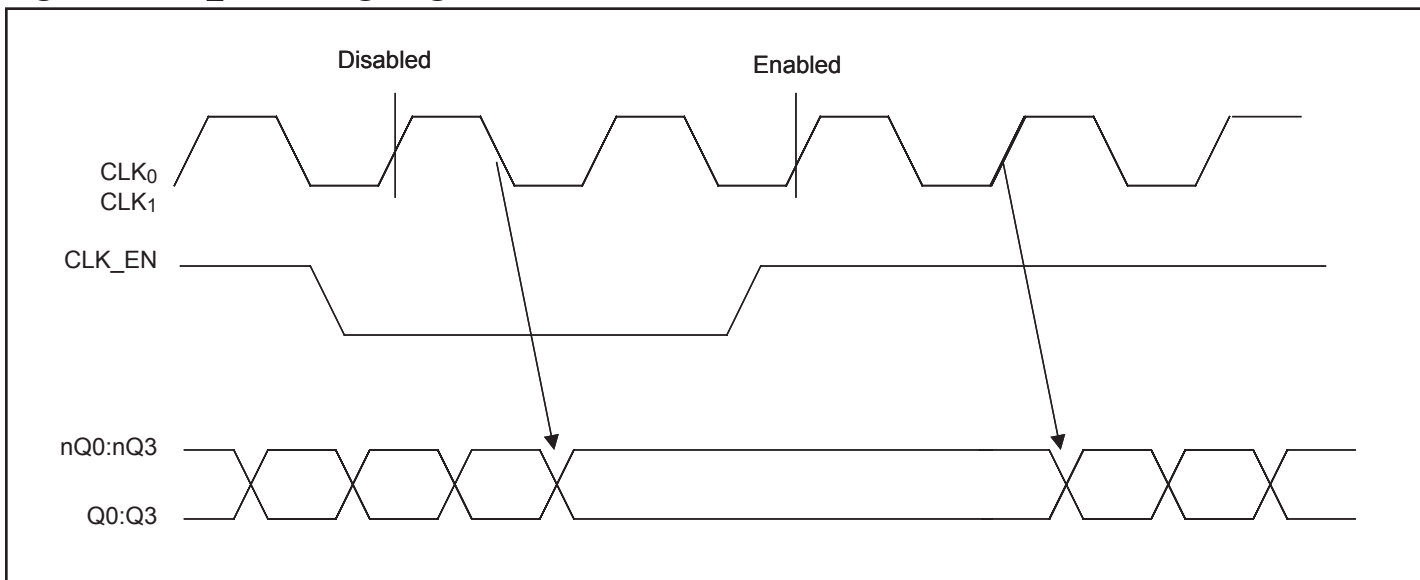 Disabled
Enabled
CLK0
CLK1
CLK_EN
nQ0:nQ3
Q0:Q3